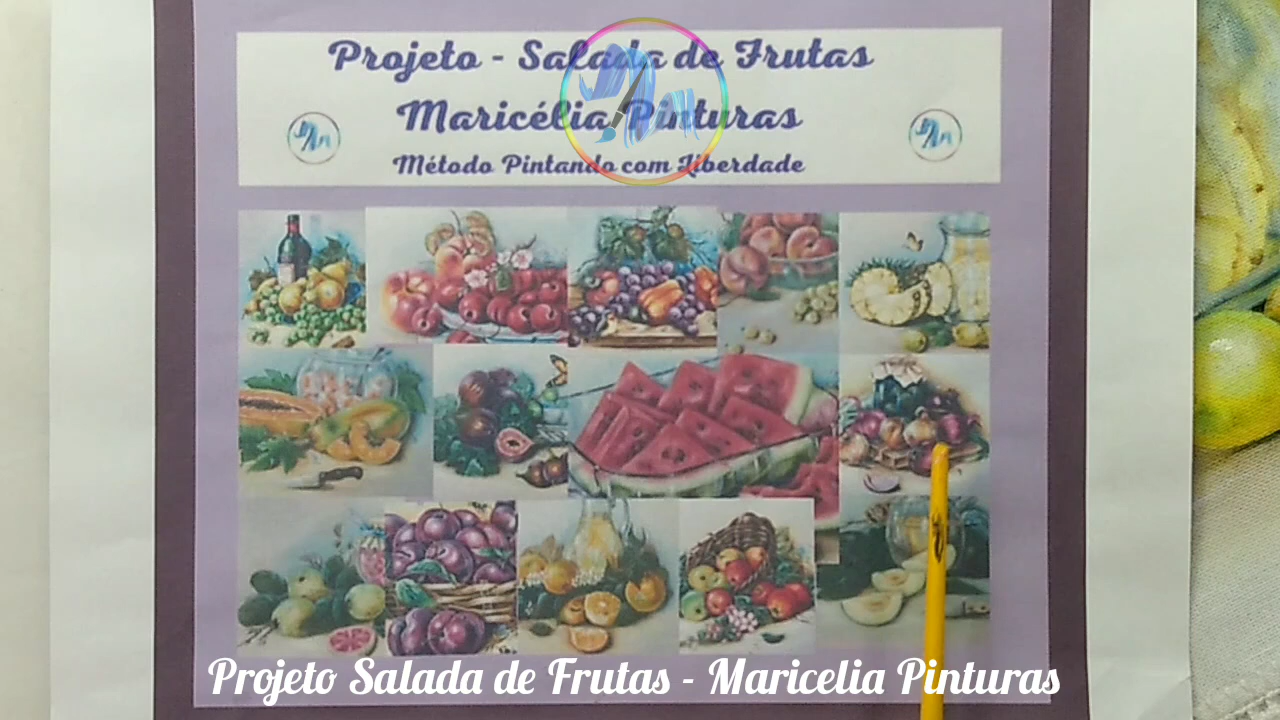 Projeto - Salada de Frutas
Maricélia Pinturas
Método Pintando com Liberdade
Projeto Salada de Frutas - Maricelia Pinturas